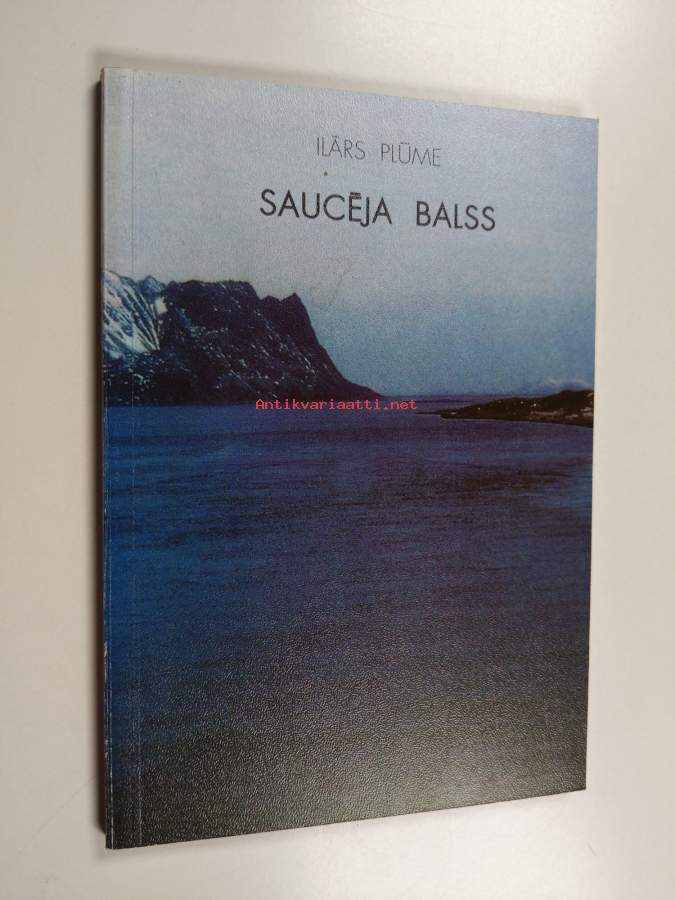 ILĀRS PLŪME
SAUCĒJA BALSS
Antikvariaatti.net